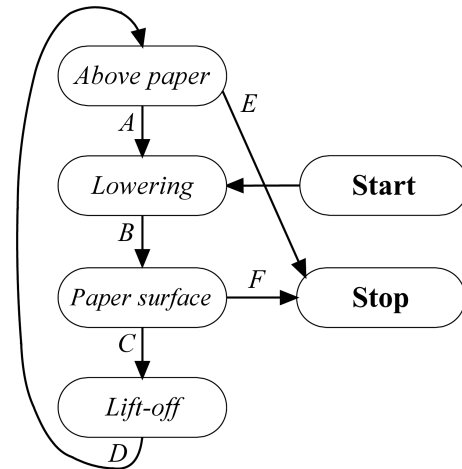 Above paper
A
E
Lowering
Start
B
Paper surface
F
Stop
C
Lift-off
D